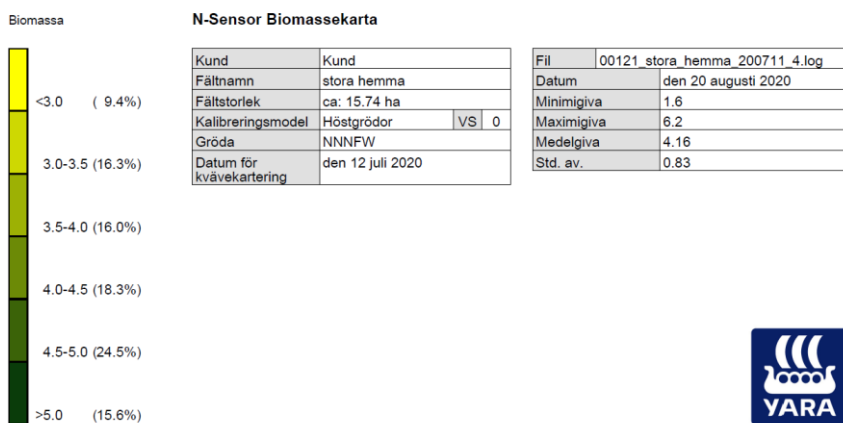 Biomassa
N-Sensor Biomassekarta
<3.0 ( 9.4%)
3.0-3.5 (16.3%)
3.5-4.0 (16.0%)
4.0-4.5 (18.3%)
4.5-5.0 (24.5%)
>5.0 (15.6%)
Kund Kund
Fältnamn stora hemma
Fältstorlek ca: 15.74 ha
Kalibreringsmodel Höstgrödor VS 0
Gröda NNNFW
Datum för den 12 juli 2020
kvävekartering
Fil 00121_stora_hemma_200711_4.log
Datum den 20 augusti 2020
Minimigiva 1.6
Maximigiva 6.2
Medelgiva 4.16
Std. av. 0.83
YARA